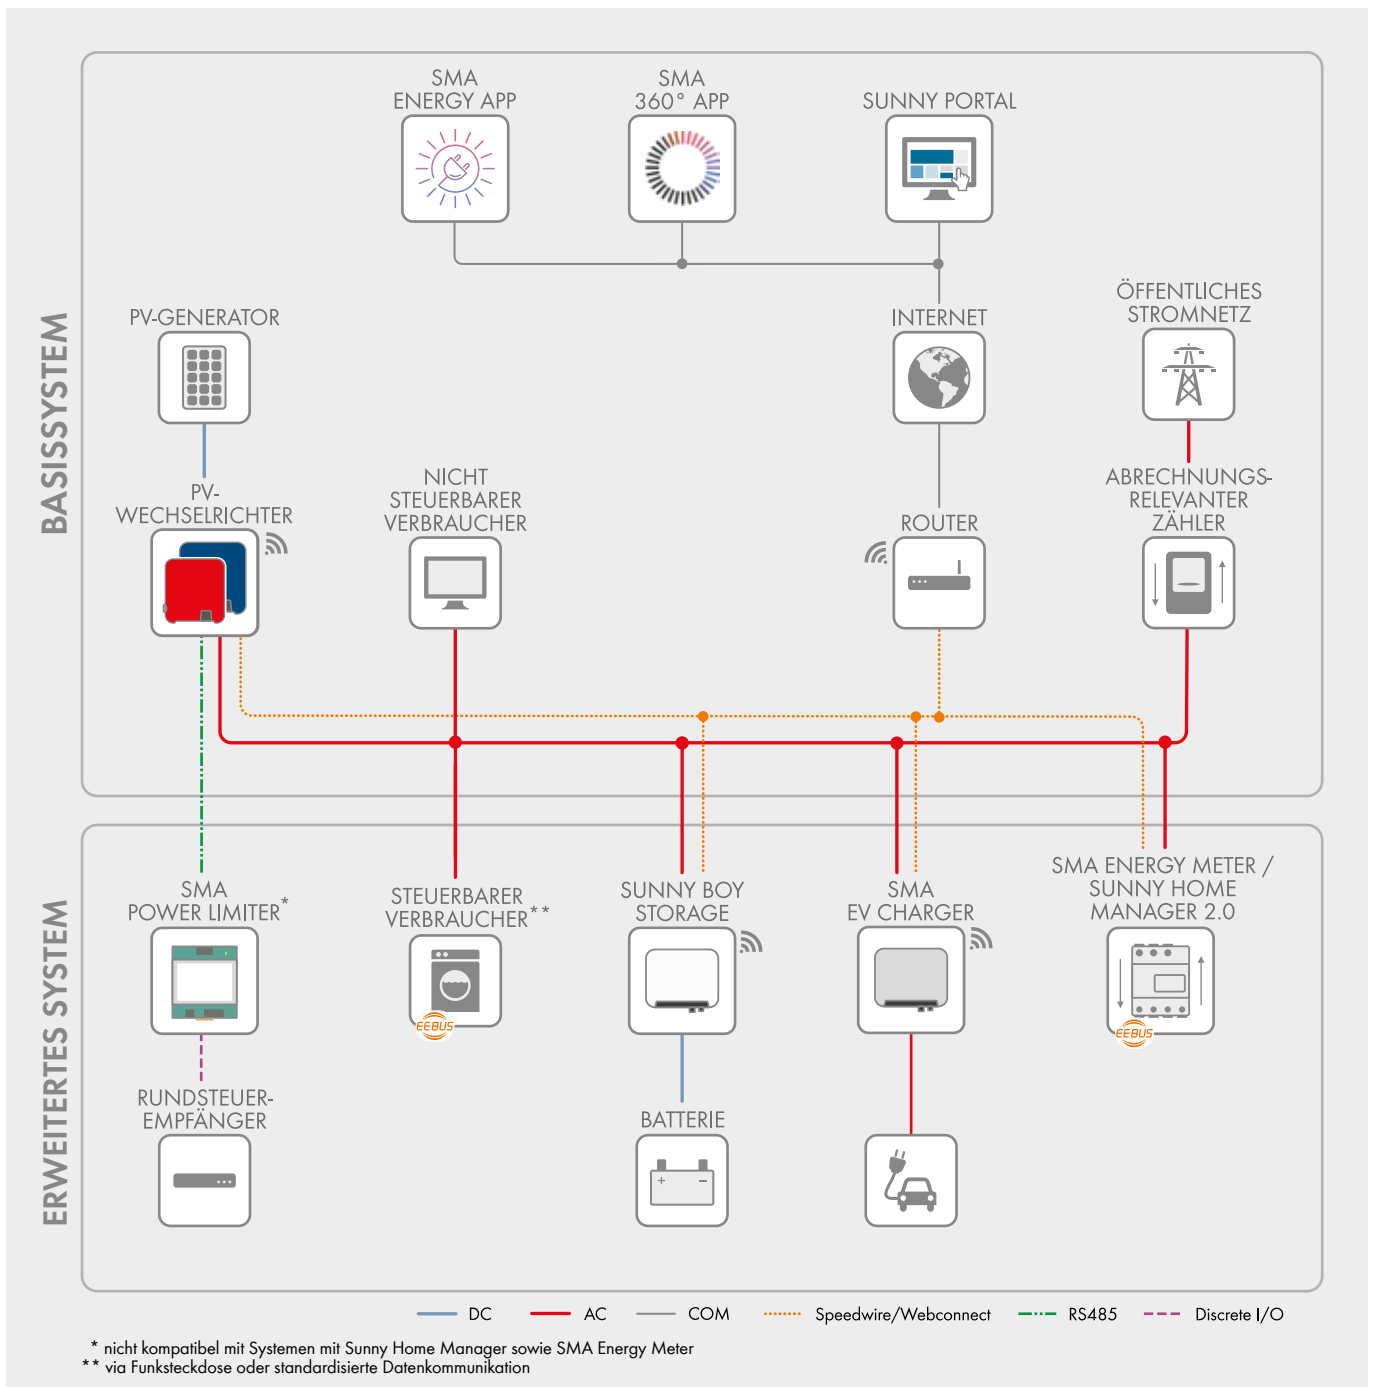 BASISSYSTEM
SMA
ENERGY APP
SMA
360° APP
SUNNY PORTAL
PV-GENERATOR
INTERNET
ÖFFENTLICHES
STROMNETZ
PV-
WECHSELRICHTER
NICHT
STEUERBARER
VERBRAUCHER
ROUTER
ABRECHNUNGS-
RELEVANTER
ZÄHLER
ERWEITERTES SYSTEM
SMA
POWER LIMITER*
STEUERBARER
VERBRAUCHER**
EEBUS
SUNNY BOY
STORAGE
SMA
EV CHARGER
SMA ENERGY METER /
SUNNY HOME
MANAGER 2.0
EEBUS
RUNDSTEUER-
EMPFÄNGER
BATTERIE
+ −
DC
AC
COM
Speedwire/Webconnect
RS485
Discrete I/O
* nicht kompatibel mit Systemen mit Sunny Home Manager sowie SMA Energy Meter
** via Funksteckdose oder standardisierte Datenkommunikation